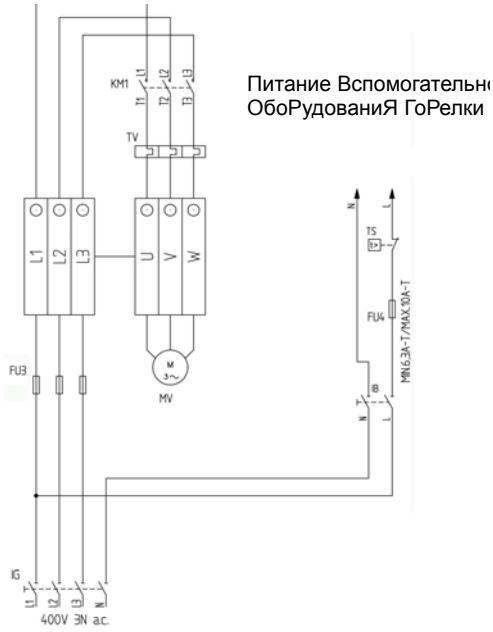 L1 L2 L3
KM1
T1 T2 T3
Питание Вспомогательно
ОбоРудованиЯ ГоРелки
TV
N L
TS
t>
L1 L2 L3 U V W
FU4
MIN.6,3A-T/MAX.10A-T
M
3~
FU3
MV
IB
N L
IG
L1 L2 L3 N
400V 3N a.c.